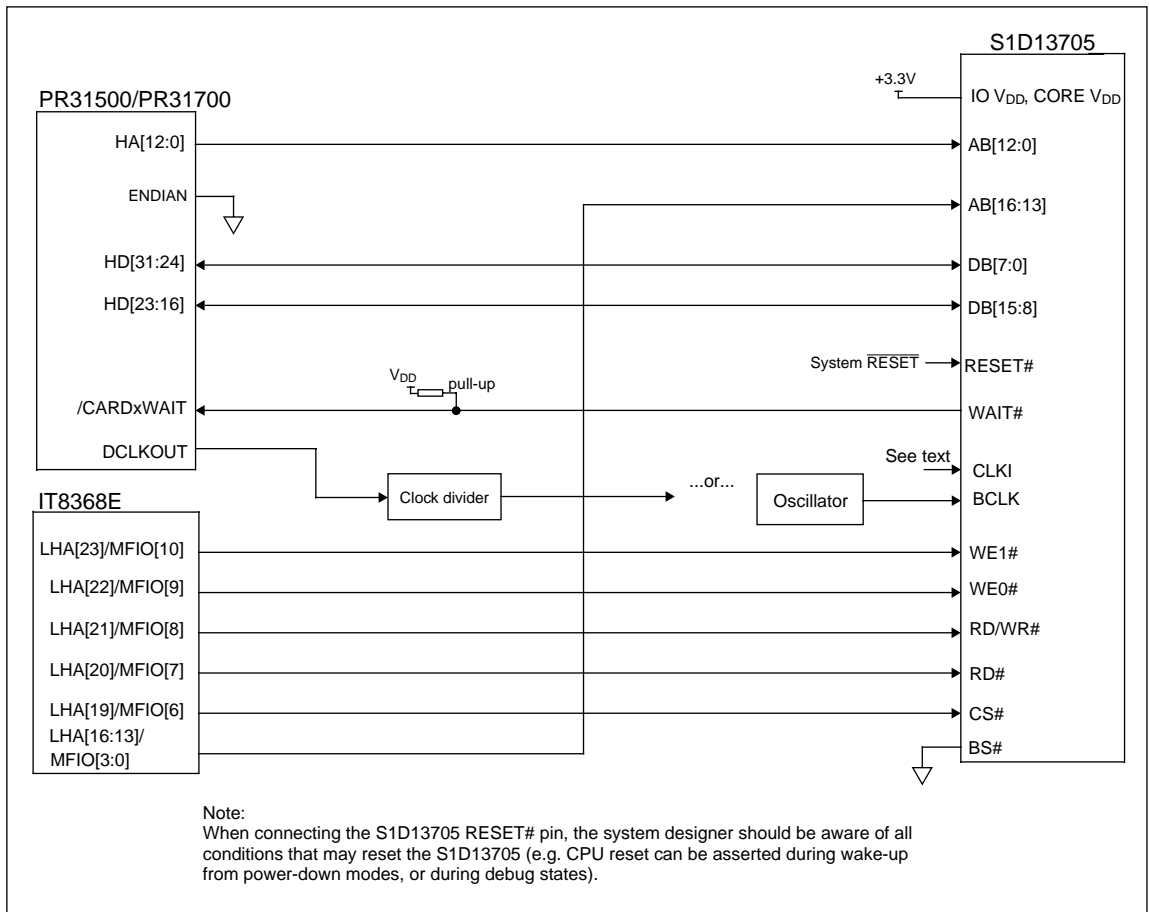 S1D13705
+3.3V
IO VDD, CORE VDD
PR31500/PR31700
HA[12:0]
AB[12:0]
ENDIAN
AB[16:13]
HD[31:24]
DB[7:0]
HD[23:16]
DB[15:8]
System RESET
RESET#
VDD
pull-up
/CARDxWAIT
WAIT#
DCLKOUT
See text
CLKI
...or...
Clock divider
Oscillator
BCLK
IT8368E
LHA[23]/MFIO[10]
WE1#
LHA[22]/MFIO[9]
WE0#
LHA[21]/MFIO[8]
RD/WR#
LHA[20]/MFIO[7]
RD#
LHA[19]/MFIO[6]
CS#
LHA[16:13]/
MFIO[3:0]
BS#
Note:
When connecting the S1D13705 RESET# pin, the system designer should be aware of all
conditions that may reset the S1D13705 (e.g. CPU reset can be asserted during wake-up
from power-down modes, or during debug states).